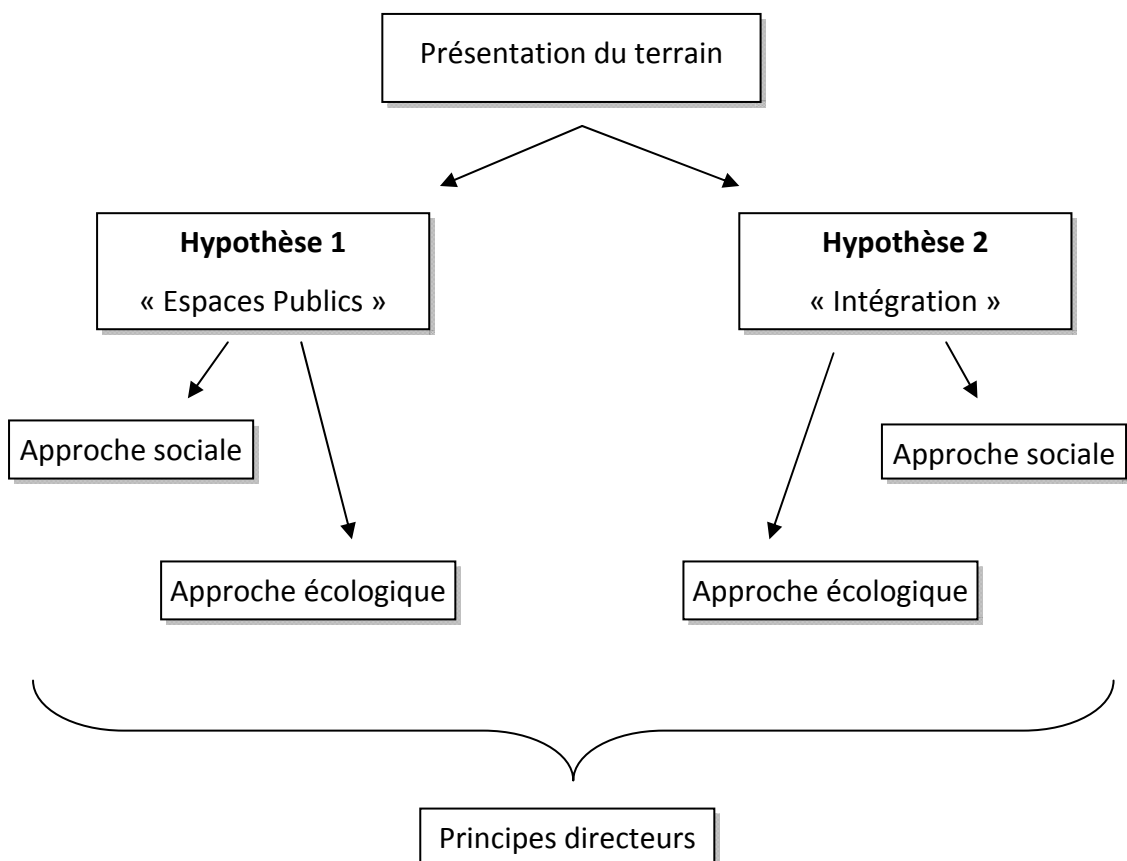 Présentation du terrain
Hypothèse 1
« Espaces Publics »
Hypothèse 2
« Intégration »
Approche sociale
Approche sociale
Approche écologique
Approche écologique
Principes directeurs